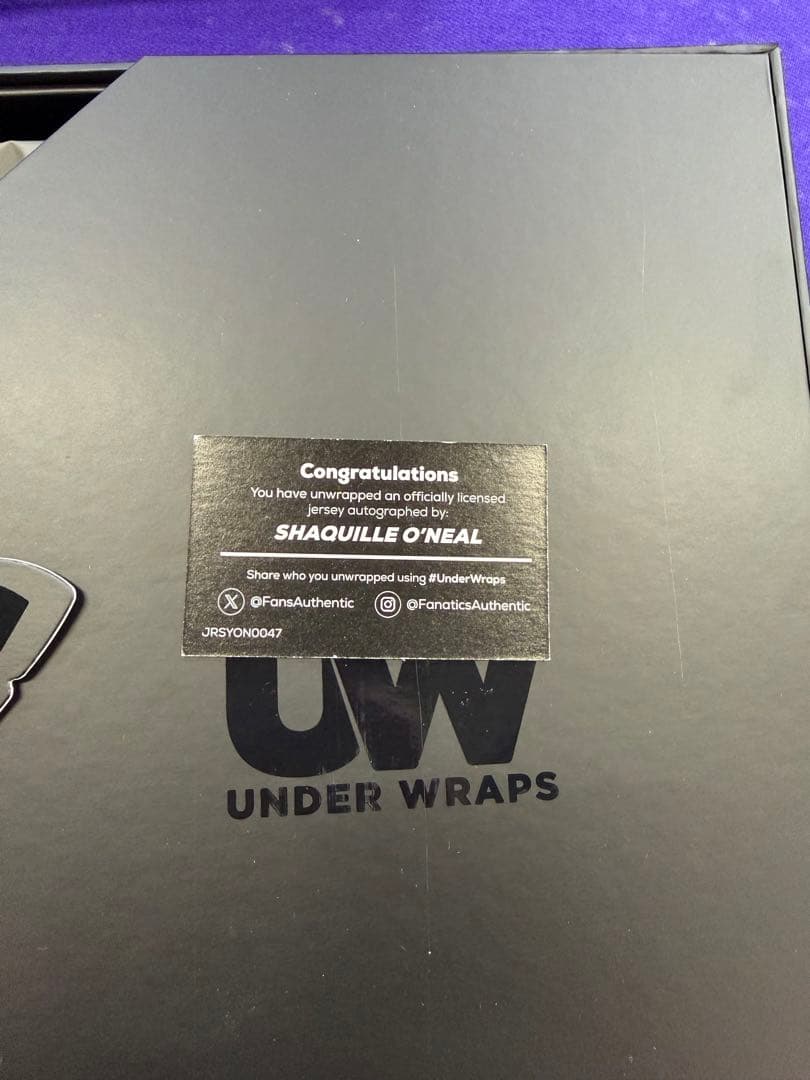 Congratulations
You have unwrapped an officially licensed
jersey autographed by:
SHAQUILLE O'NEAL
Share who you unwrapped using #UnderWraps
@FansAuthentic @FanaticsAuthentic
JRSYON0047
UW
UNDER WRAPS